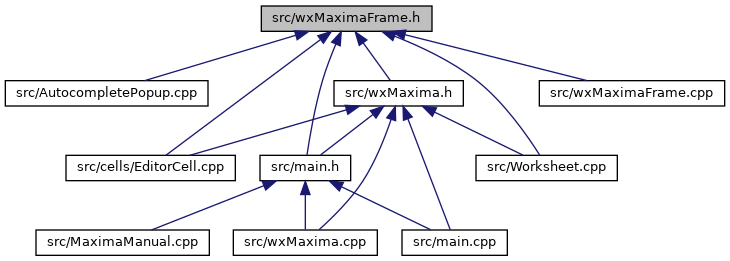 src/wxMaximaFrame.h
src/AutocompletePopup.cpp
src/wxMaxima.h
src/wxMaximaFrame.cpp
src/cells/EditorCell.cpp
src/main.h
src/Worksheet.cpp
src/MaximaManual.cpp
src/wxMaxima.cpp
src/main.cpp